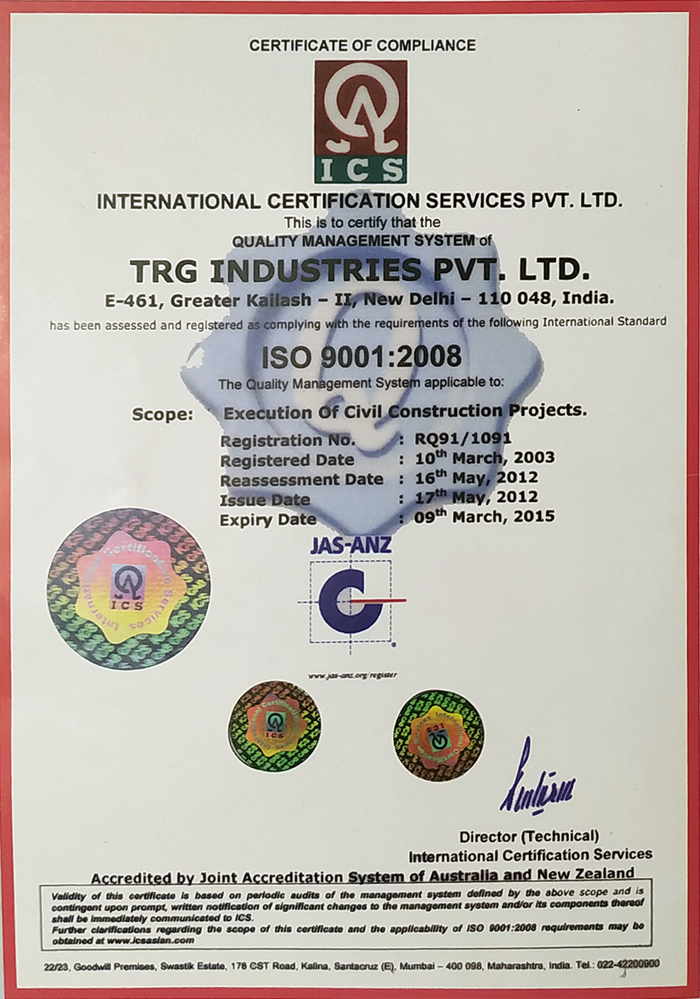 CERTIFICATE OF COMPLIANCE
ICS
INTERNATIONAL CERTIFICATION SERVICES PVT. LTD.
This is to certify that the
QUALITY MANAGEMENT SYSTEM of
TRG INDUSTRIES PVT. LTD.
E-461, Greater Kailash – II, New Delhi – 110 048, India.
has been assessed and registered as complying with the requirements of the following International Standard
ISO 9001:2008
The Quality Management System applicable to:
Scope: Execution Of Civil Construction Projects.
Registration No. : RQ91/1091
Registered Date : 10th March, 2003
Reassessment Date : 16th May, 2012
Issue Date : 17th May, 2012
Expiry Date : 09th March, 2015
JAS-ANZ
International Certification Services
ICS
www.jas-anz.org/register
ICS
ICS
Director (Technical)
International Certification Services
Accredited by Joint Accreditation System of Australia and New Zealand
Validity of this certificate is based on periodic audits of the management system defined by the above scope and is
contingent upon prompt, written notification of significant changes to the management system and/or its components thereof
shall be immediately communicated to ICS.
Further clarifications regarding the scope of this certificate and the applicability of ISO 9001:2008 requirements may be
obtained at www.icsasian.com
22/23, Goodwill Premises, Swastik Estate, 178 CST Road, Kalina, Santacruz (E), Mumbai – 400 098, Maharashtra, India. Tel.: 022-42200900